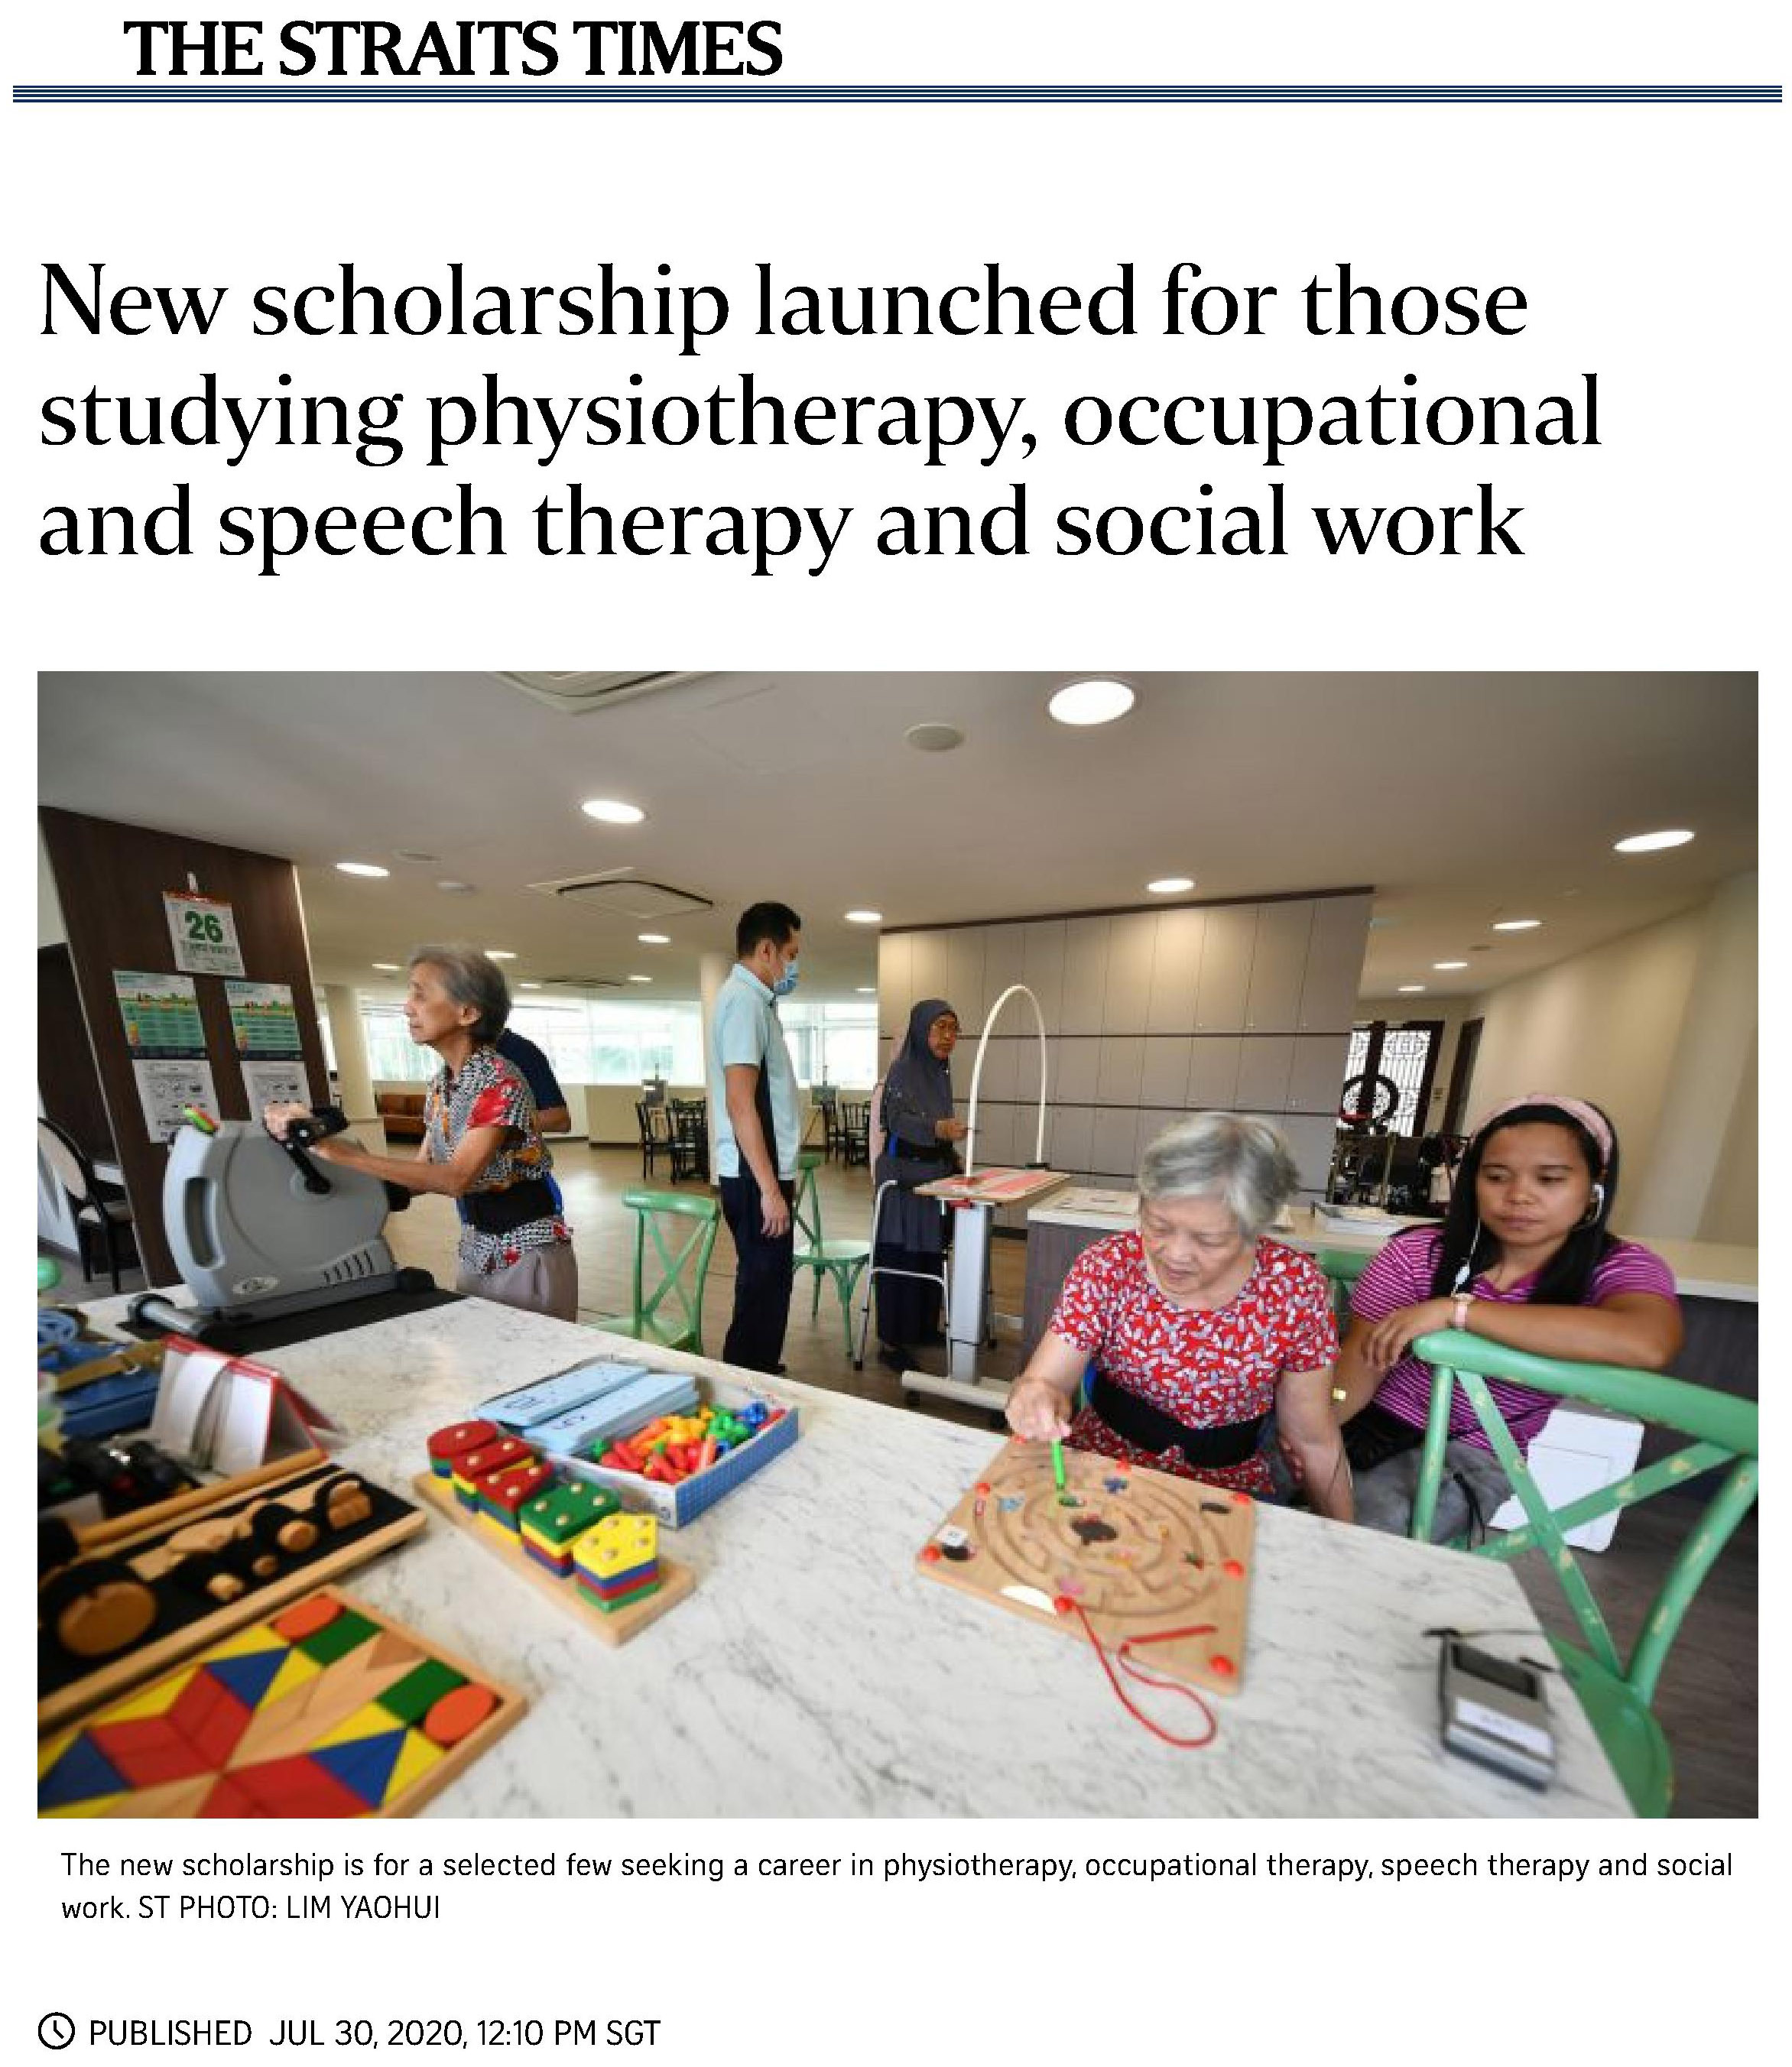 THE STRAITS TIMES
New scholarship launched for those
studying physiotherapy, occupational
and speech therapy and social work
26
The new scholarship is for a selected few seeking a career in physiotherapy, occupational therapy, speech therapy and social
work. ST PHOTO: LIM YAOHUI
PUBLISHED JUL 30, 2020, 12:10 PM SGT